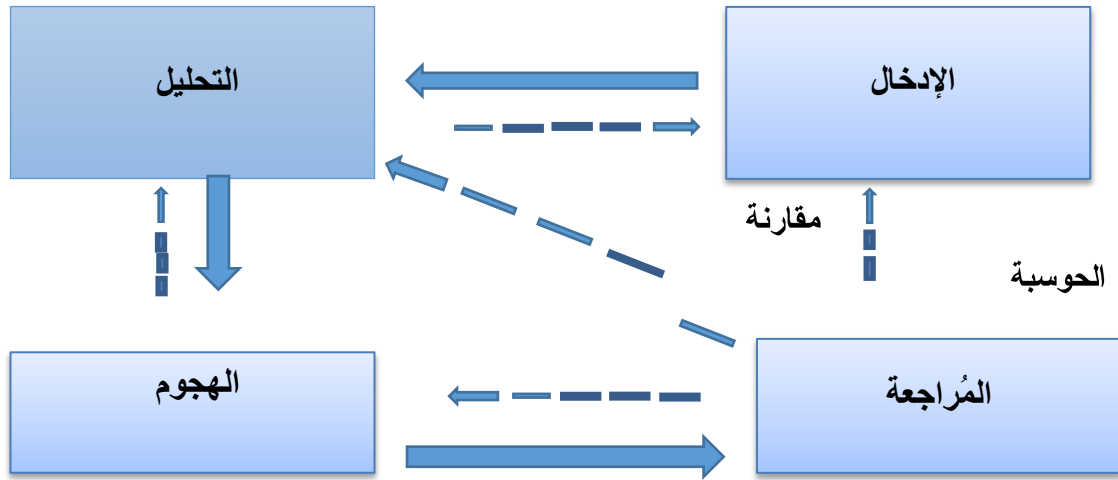 الإدخال
التحليل
مقارنة
الحوسبة
المُراجعة
الهجوم